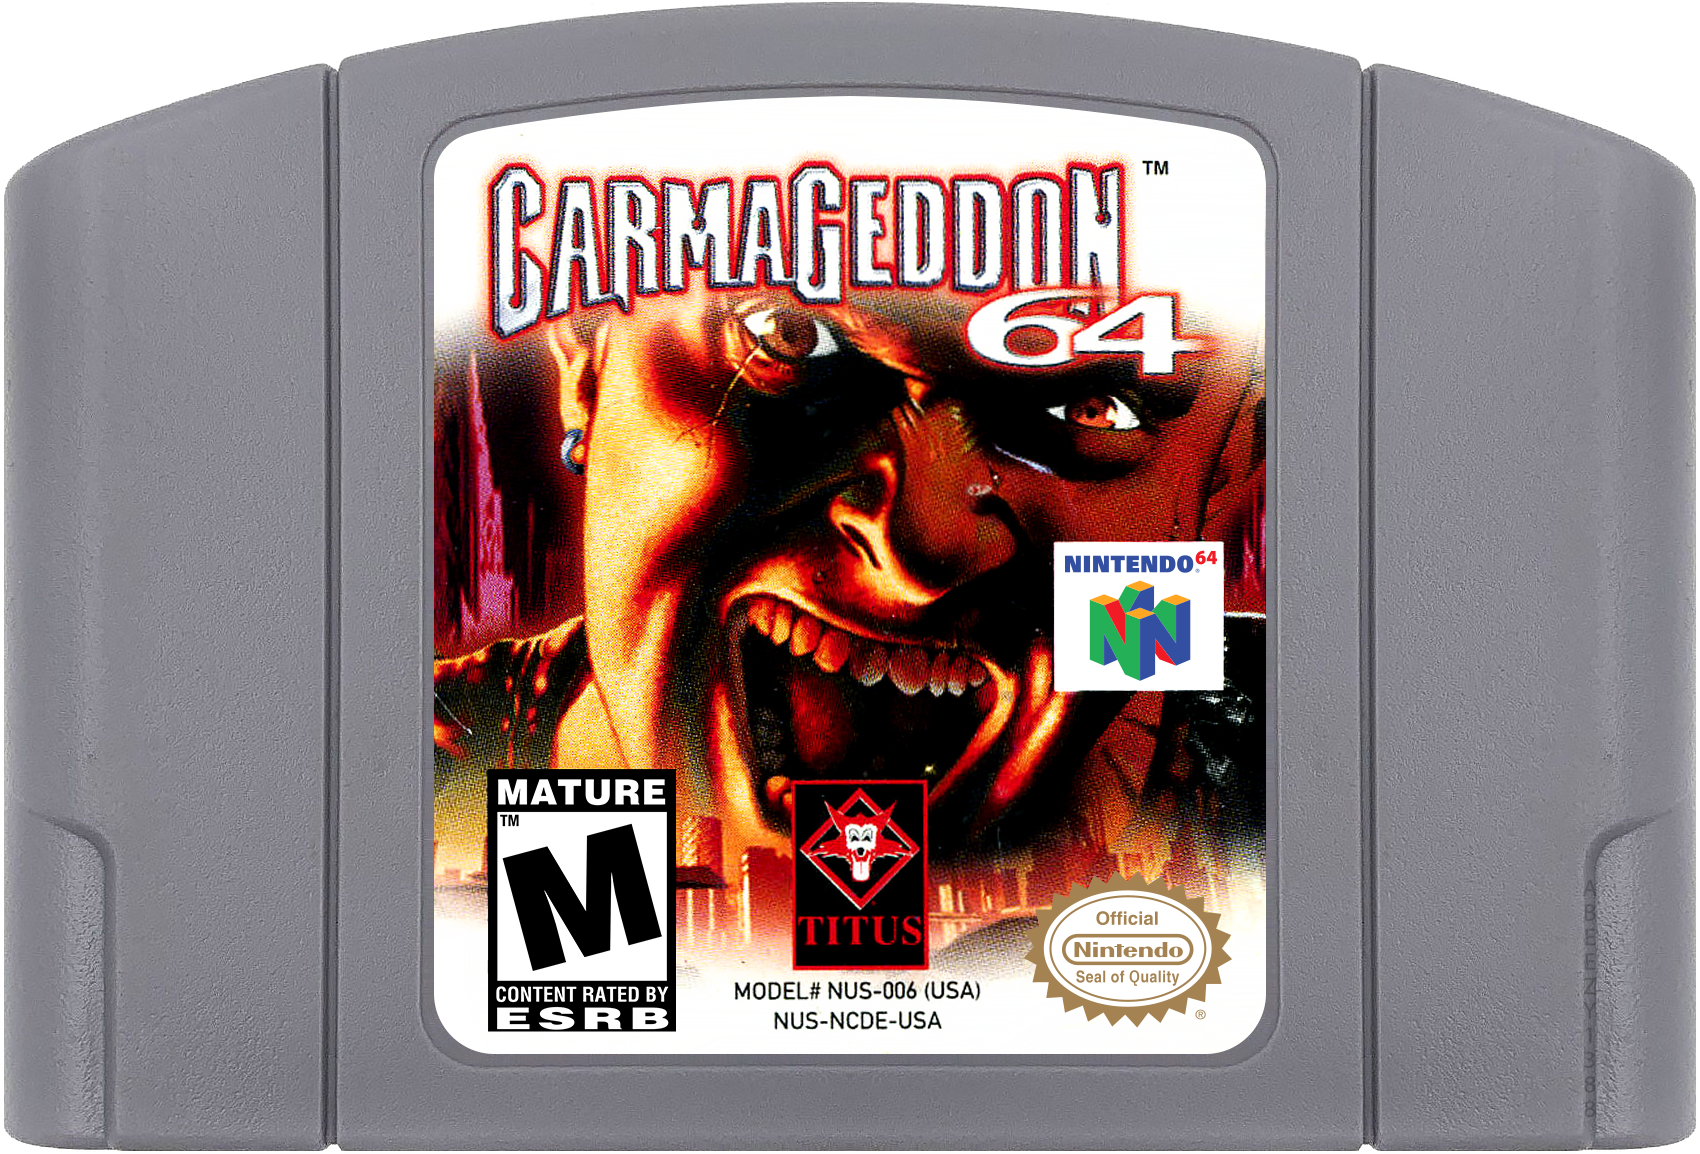 CARMAGEDDON ™
64
NINTENDO64
MATURE
™
M
CONTENT RATED BY
ESRB
TITUS
MODEL# NUS-006 (USA)
NUS-NCDE-USA
Official
Nintendo
Seal of Quality
®